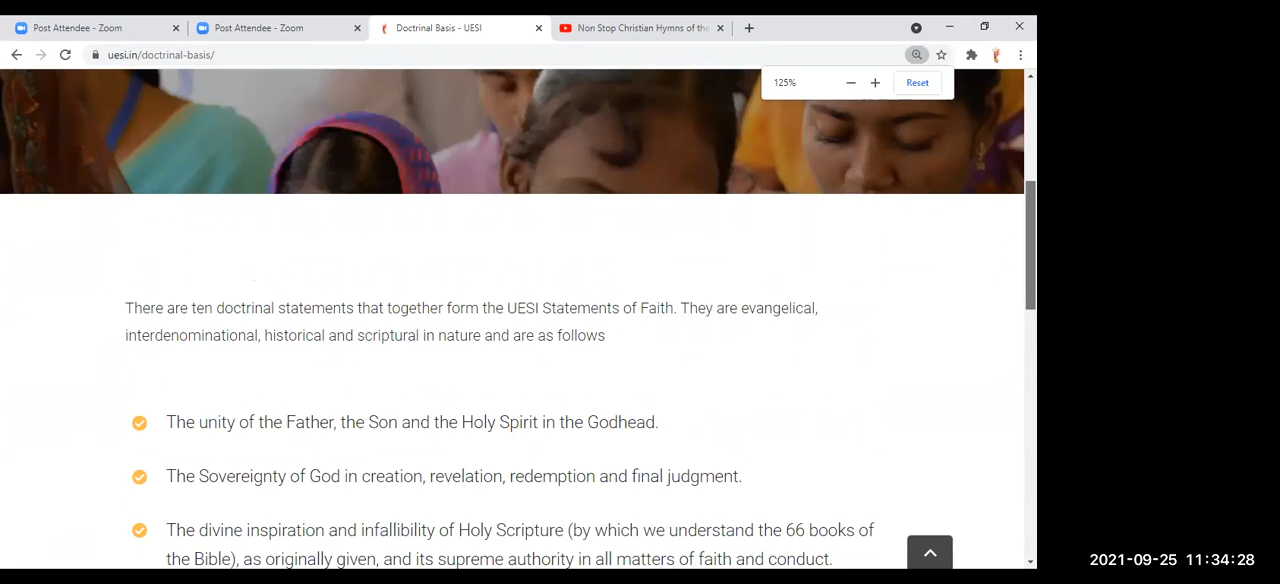 Post Attendee - Zoom
Post Attendee - Zoom
Doctrinal Basis - UESI
Non Stop Christian Hymns of the
uesi.in/doctrinal-basis/
125%
Reset
There are ten doctrinal statements that together form the UESI Statements of Faith. They are evangelical,
interdenominational, historical and scriptural in nature and are as follows
The unity of the Father, the Son and the Holy Spirit in the Godhead.
The Sovereignty of God in creation, revelation, redemption and final judgment.
The divine inspiration and infallibility of Holy Scripture (by which we understand the 66 books of
the Bible), as originally given, and its supreme authority in all matters of faith and conduct.
2021-09-25 11:34:28